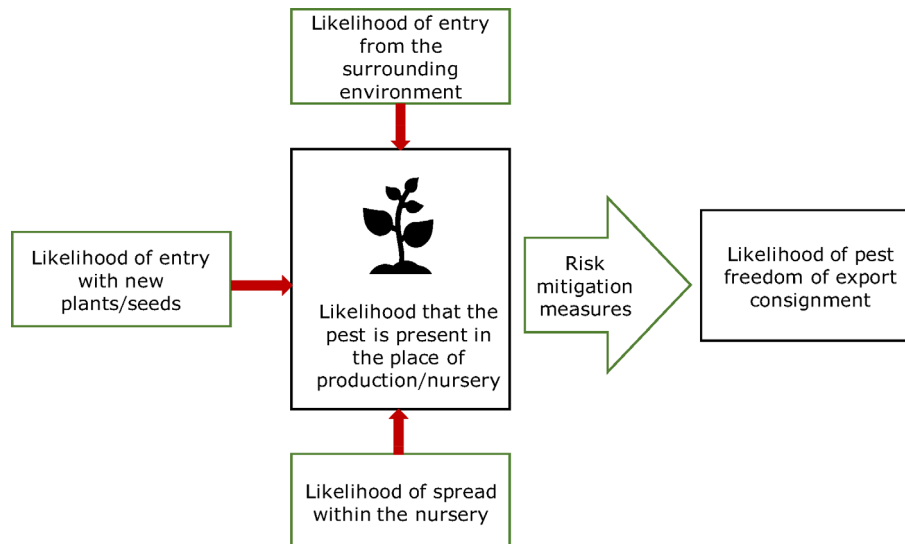 Likelihood of entry
from the
surrounding
environment
Likelihood of entry
with new
plants/seeds
Likelihood that the
pest is present in
the place of
production/nursery
Risk
mitigation
measures
Likelihood of pest
freedom of export
consignment
Likelihood of spread
within the nursery